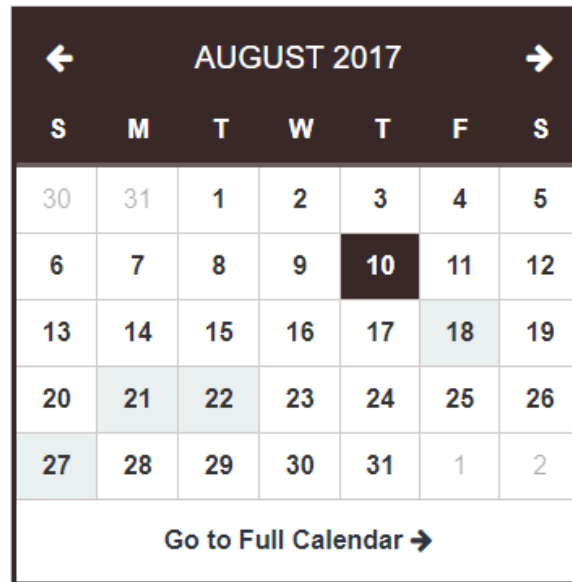 ← AUGUST 2017 →
S M T W T F S
30 31 1 2 3 4 5
6 7 8 9 10 11 12
13 14 15 16 17 18 19
20 21 22 23 24 25 26
27 28 29 30 31 1 2
Go to Full Calendar →